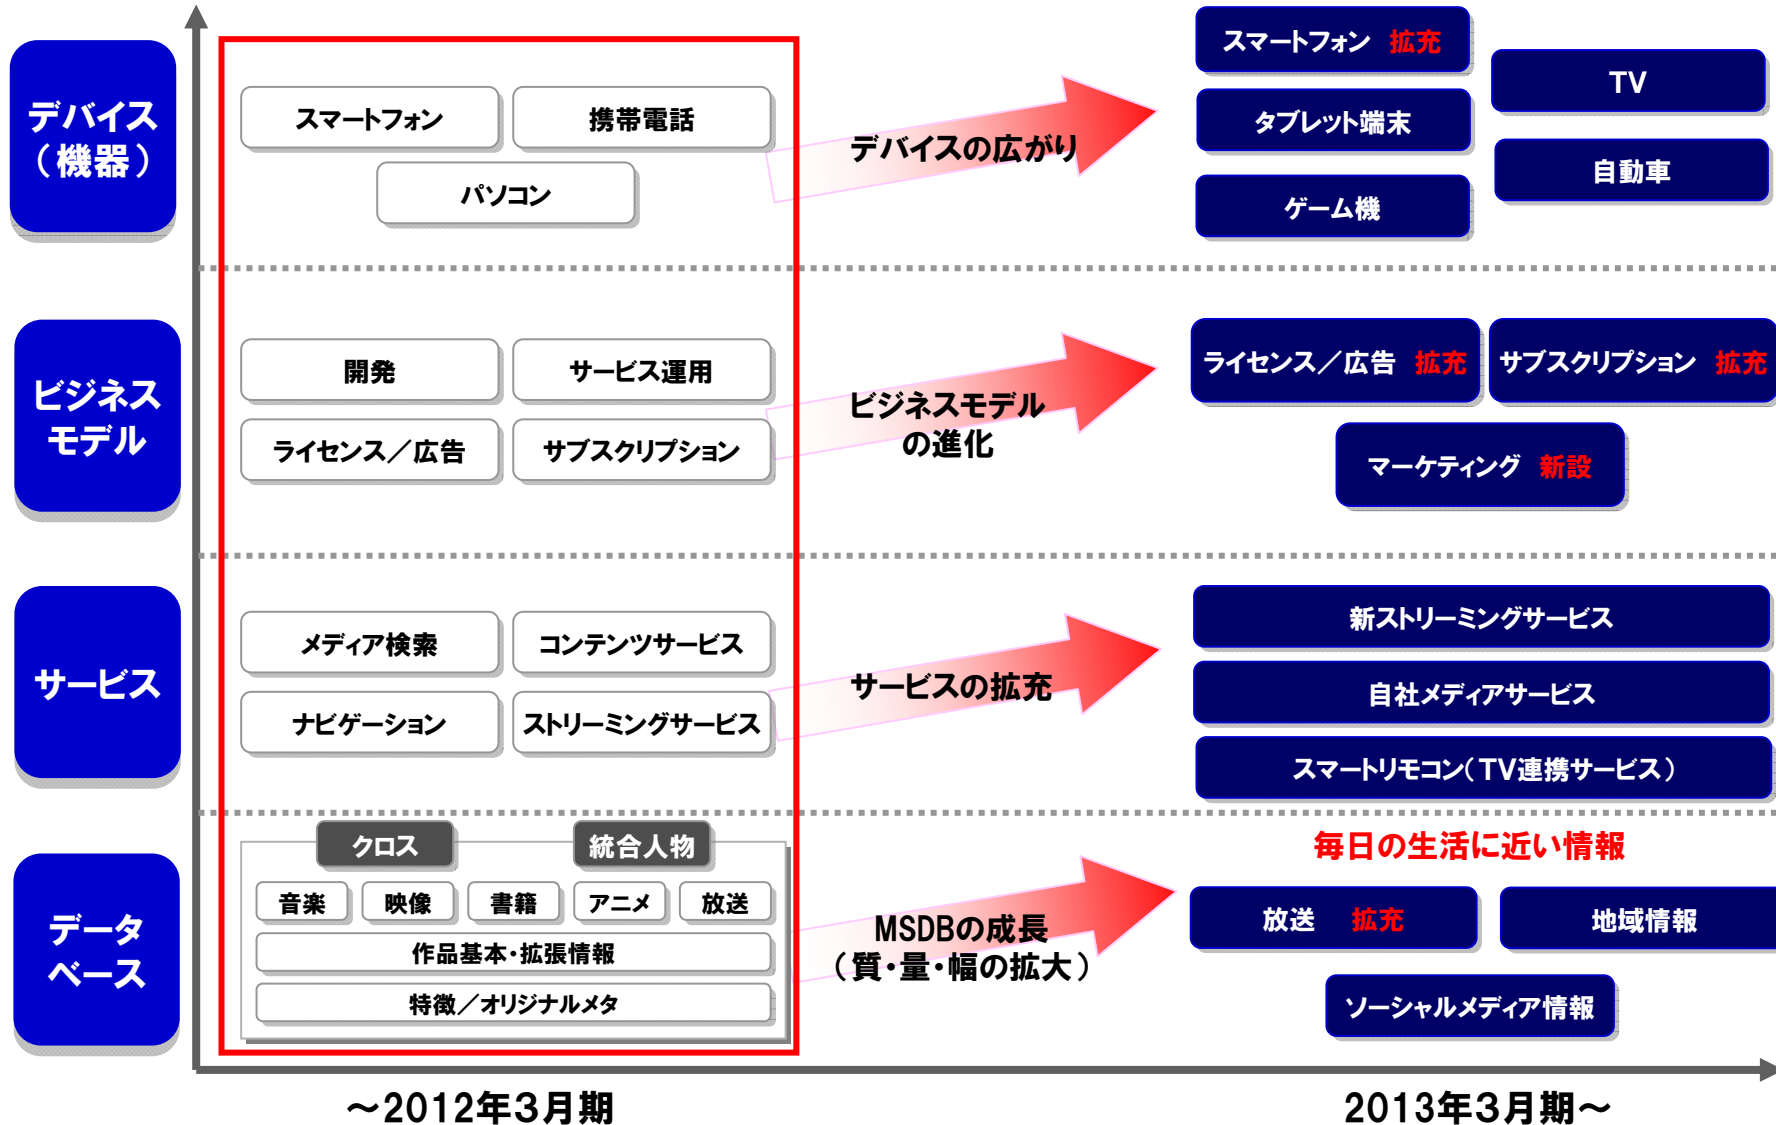 デバイス
（機器）
スマートフォン
携帯電話
パソコン
デバイスの広がり
スマートフォン 拡充
タブレット端末
ゲーム機
TV
自動車
ビジネス
モデル
開発
サービス運用
ライセンス／広告
サブスクリプション
ビジネスモデル
の進化
ライセンス／広告 拡充
サブスクリプション 拡充
マーケティング 新設
サービス
メディア検索
コンテンツサービス
ナビゲーション
ストリーミングサービス
サービスの拡充
新ストリーミングサービス
自社メディアサービス
スマートリモコン（TV連携サービス）
データ
ベース
クロス
統合人物
音楽
映像
書籍
アニメ
放送
作品基本・拡張情報
特徴／オリジナルメタ
MSDBの成長
（質・量・幅の拡大）
毎日の生活に近い情報
放送 拡充
地域情報
ソーシャルメディア情報
～2012年３月期
2013年３月期～